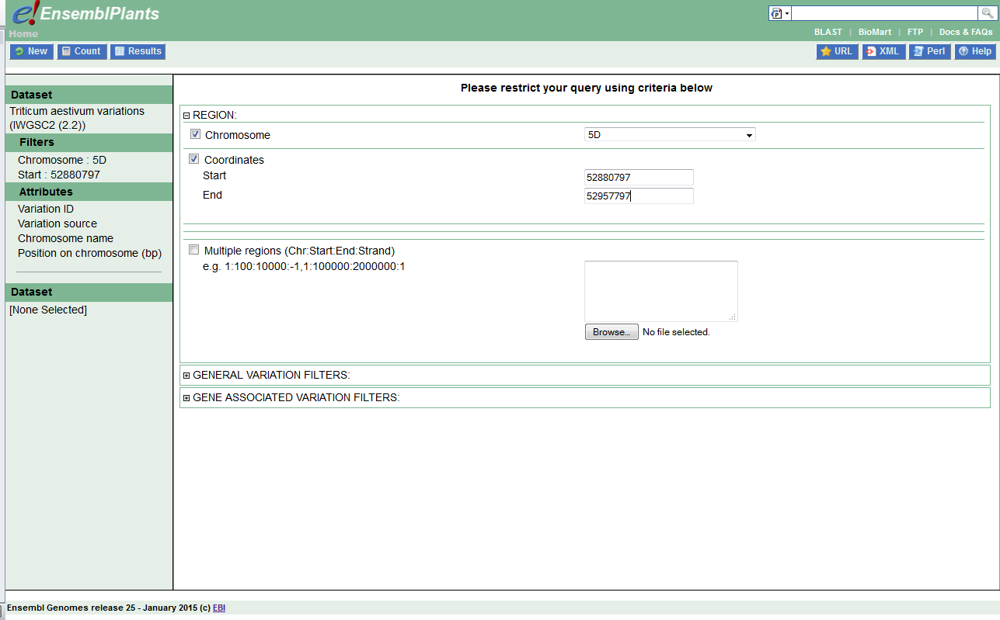 e!EnsemblPlants
Home
BLAST | BioMart | FTP | Docs & FAQs
New Count Results
URL XML Perl Help
Dataset
Triticum aestivum variations
(IWGSC2 (2.2))
Filters
Chromosome : 5D
Start : 52880797
Attributes
Variation ID
Variation source
Chromosome name
Position on chromosome (bp)
Dataset
[None Selected]
Please restrict your query using criteria below
REGION:
Chromosome 5D
Coordinates
Start 52880797
End 52957797
Multiple regions (Chr:Start:End:Strand)
e.g. 1:100:10000:-1,1:100000:2000000:1
Browse... No file selected.
GENERAL VARIATION FILTERS:
GENE ASSOCIATED VARIATION FILTERS:
Ensembl Genomes release 25 - January 2015 (c) EBI